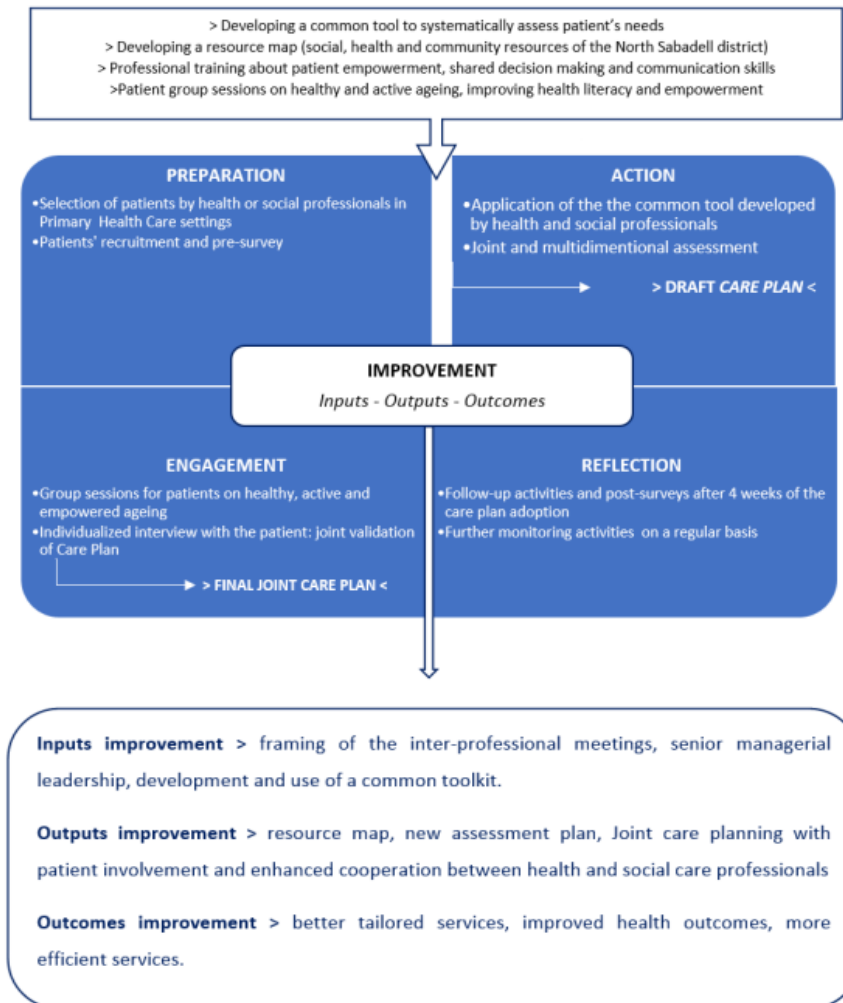 > Developing a common tool to systematically assess patient's needs
> Developing a resource map (social, health and community resources of the North Sabadell district)
> Professional training about patient empowerment, shared decision making and communication skills
>Patient group sessions on healthy and active ageing, improving health literacy and empowerment
PREPARATION
•Selection of patients by health or social professionals in
Primary Health Care settings
•Patients' recruitment and pre-survey
ACTION
•Application of the the common tool developed
by health and social professionals
•Joint and multidimentional assessment
> DRAFT CARE PLAN <
IMPROVEMENT
Inputs - Outputs - Outcomes
ENGAGEMENT
•Group sessions for patients on healthy, active and
empowered ageing
•Individualized interview with the patient: joint validation
of Care Plan
> FINAL JOINT CARE PLAN <
REFLECTION
•Follow-up activities and post-surveys after 4 weeks of the
care plan adoption
•Further monitoring activities on a regular basis
Inputs improvement > framing of the inter-professional meetings, senior managerial
leadership, development and use of a common toolkit.
Outputs improvement > resource map, new assessment plan, Joint care planning with
patient involvement and enhanced cooperation between health and social care professionals
Outcomes improvement > better tailored services, improved health outcomes, more
efficient services.